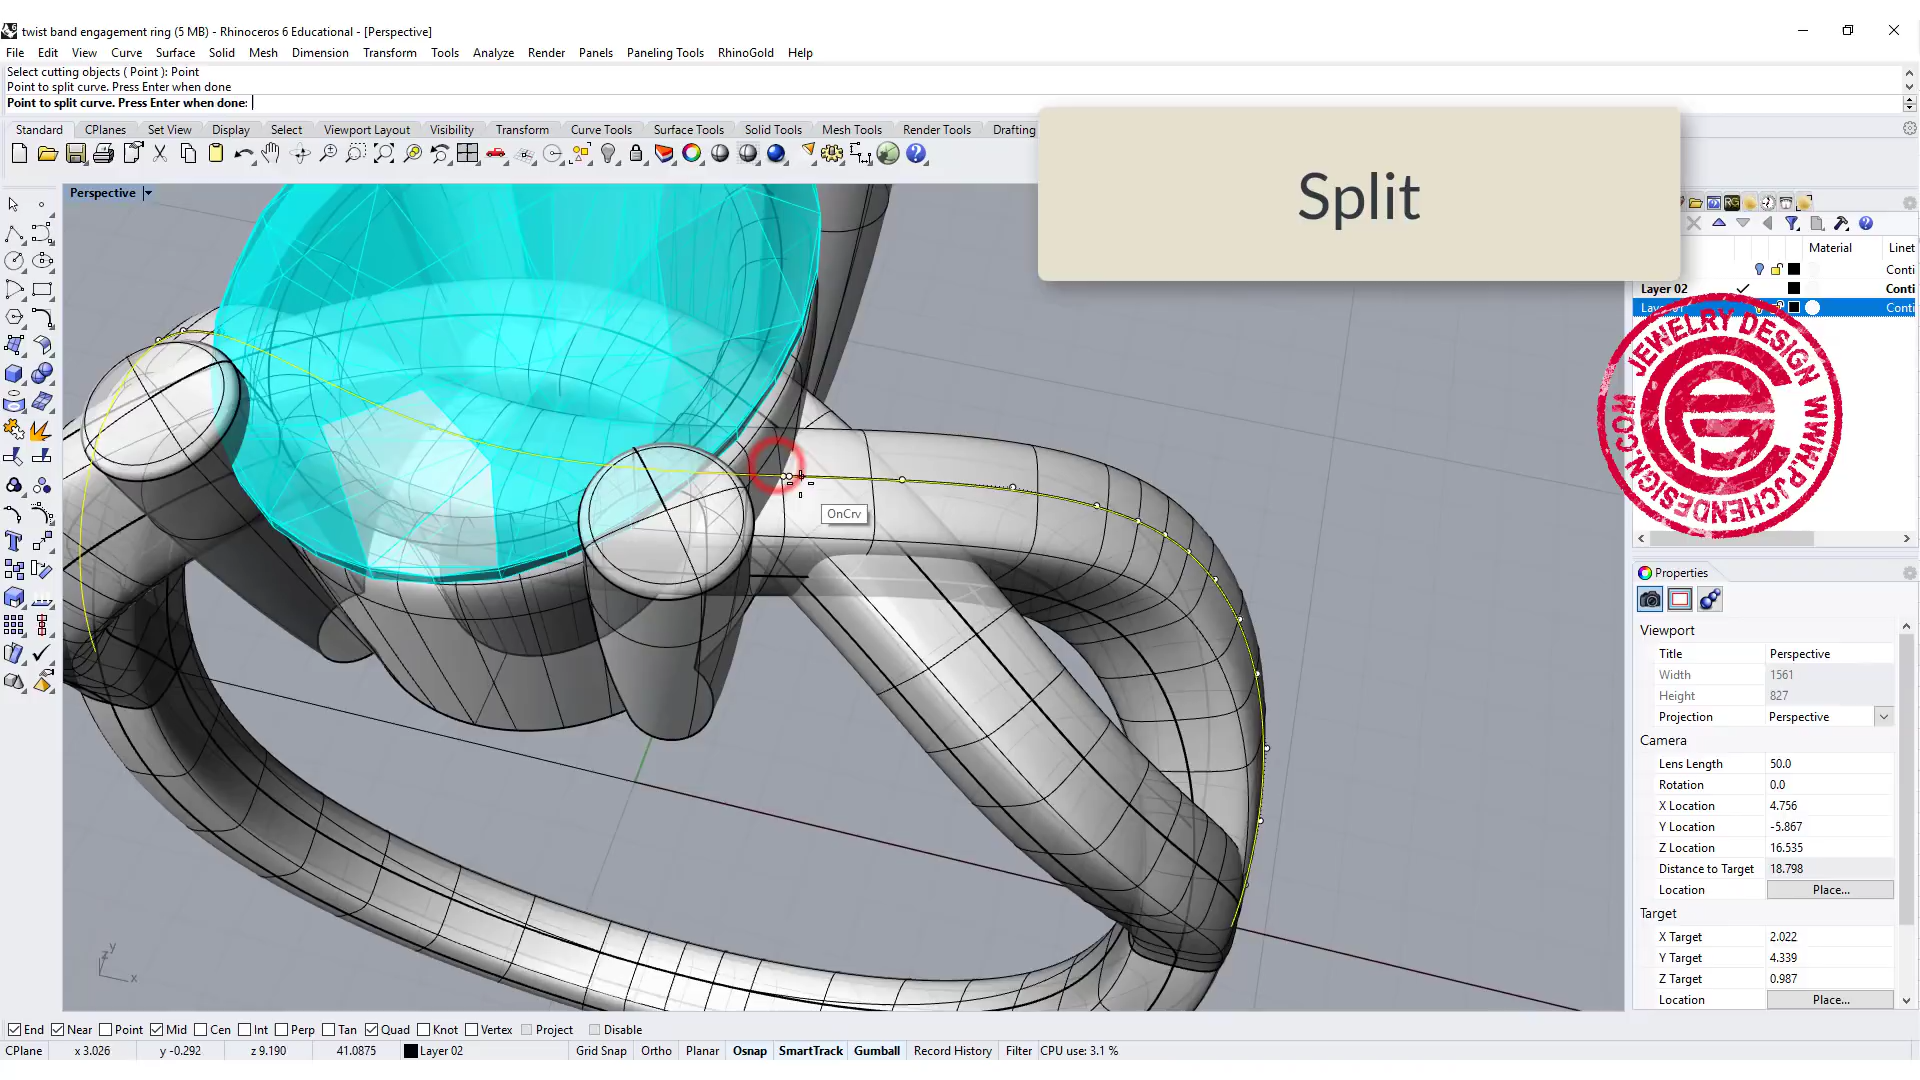 twist band engagement ring (5 MB) - Rhinoceros 6 Educational - [Perspective]
File Edit View Curve Surface Solid Mesh Dimension Transform Tools Analyze Render Panels Paneling Tools RhinoGold Help
Select cutting objects ( Point ): Point
Point to split curve. Press Enter when done
Point to split curve. Press Enter when done:
Standard CPlanes Set View Display Select Viewport Layout Visibility Transform Curve Tools Surface Tools Solid Tools Mesh Tools Render Tools Drafting
Split
Perspective
Material Linet
Conti
Layer 02 Conti
Conti
JEWELRY DESIGN WWW.PJCHENDESIGN.COM
OnCrv
Properties
Viewport
Title Perspective
Width 1561
Height 827
Projection Perspective
Camera
Lens Length 50.0
Rotation 0.0
X Location 4.756
Y Location -5.867
Z Location 16.535
Distance to Target 18.798
Location Place...
Target
X Target 2.022
Y Target 4.339
Z Target 0.987
Location Place...
z y x
End Near Point Mid Cen Int Perp Tan Quad Knot Vertex Project Disable
CPlane x 3.026 y -0.292 z 9.190 41.0875 Layer 02 Grid Snap Ortho Planar Osnap SmartTrack Gumball Record History Filter CPU use: 3.1 %